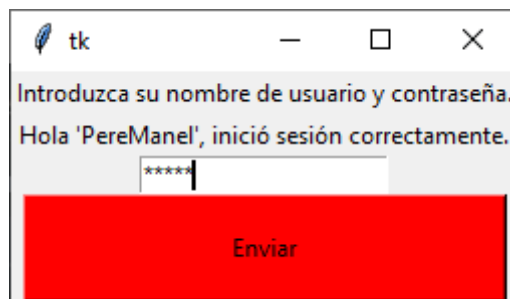 tk
Introduzca su nombre de usuario y contraseña.
Hola 'PereManel', inició sesión correctamente.
*****
Enviar